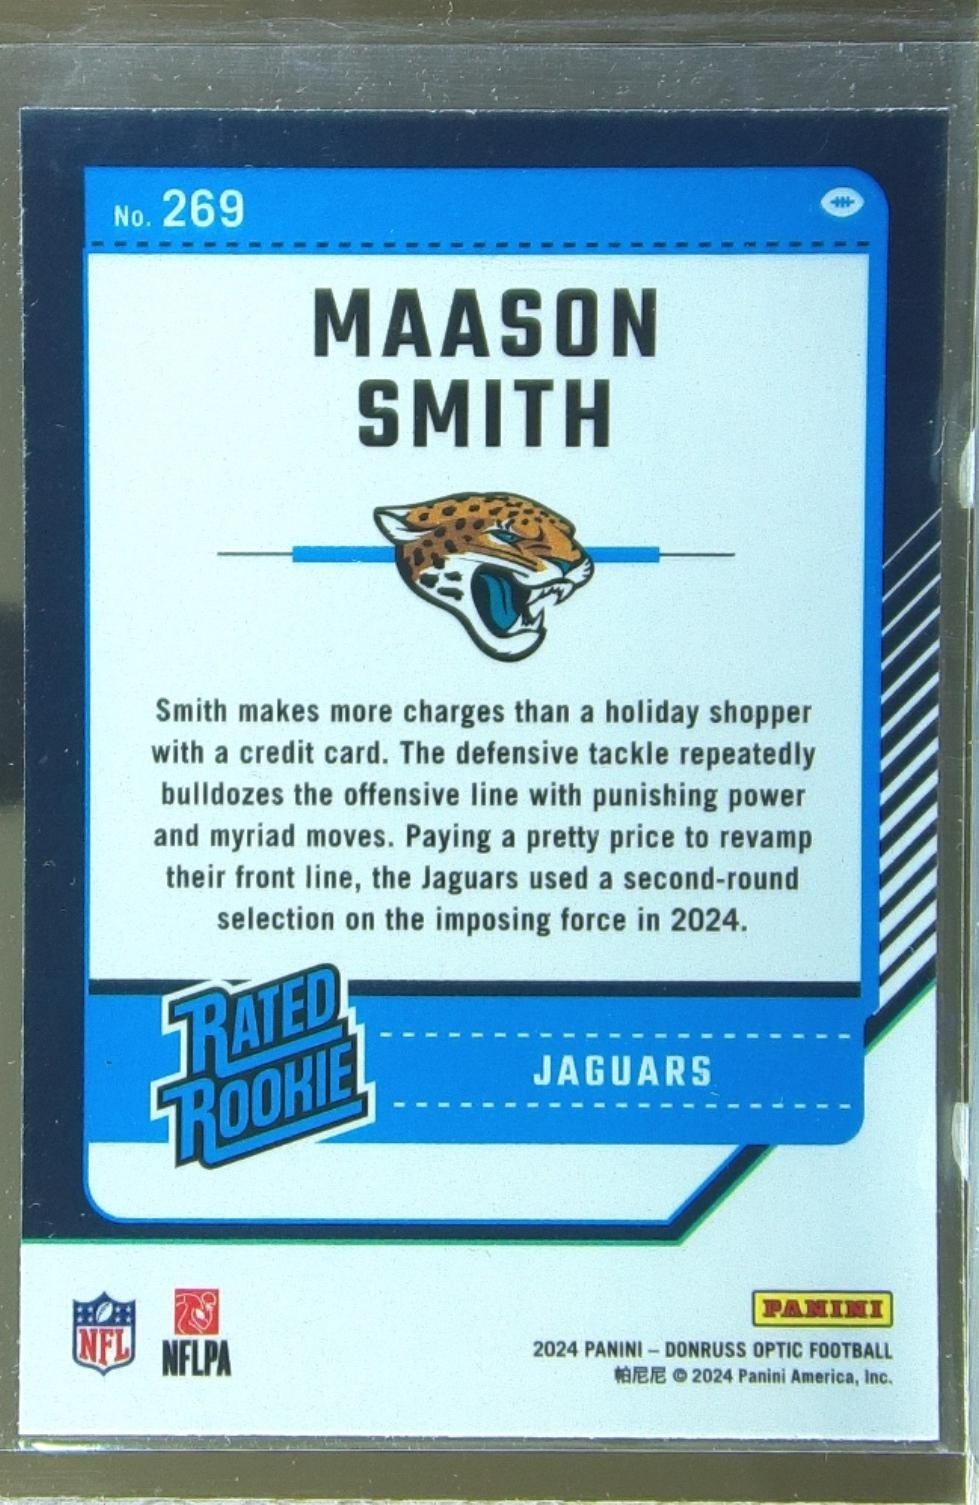 No. 269
MAASON
SMITH
Smith makes more charges than a holiday shopper
with a credit card. The defensive tackle repeatedly
bulldozes the offensive line with punishing power
and myriad moves. Paying a pretty price to revamp
their front line, the Jaguars used a second-round
selection on the imposing force in 2024.
RATED
ROOKIE
JAGUARS
NFL
NFLPA
PANINI
2024 PANINI – DONRUSS OPTIC FOOTBALL
帕尼尼 © 2024 Panini America, Inc.